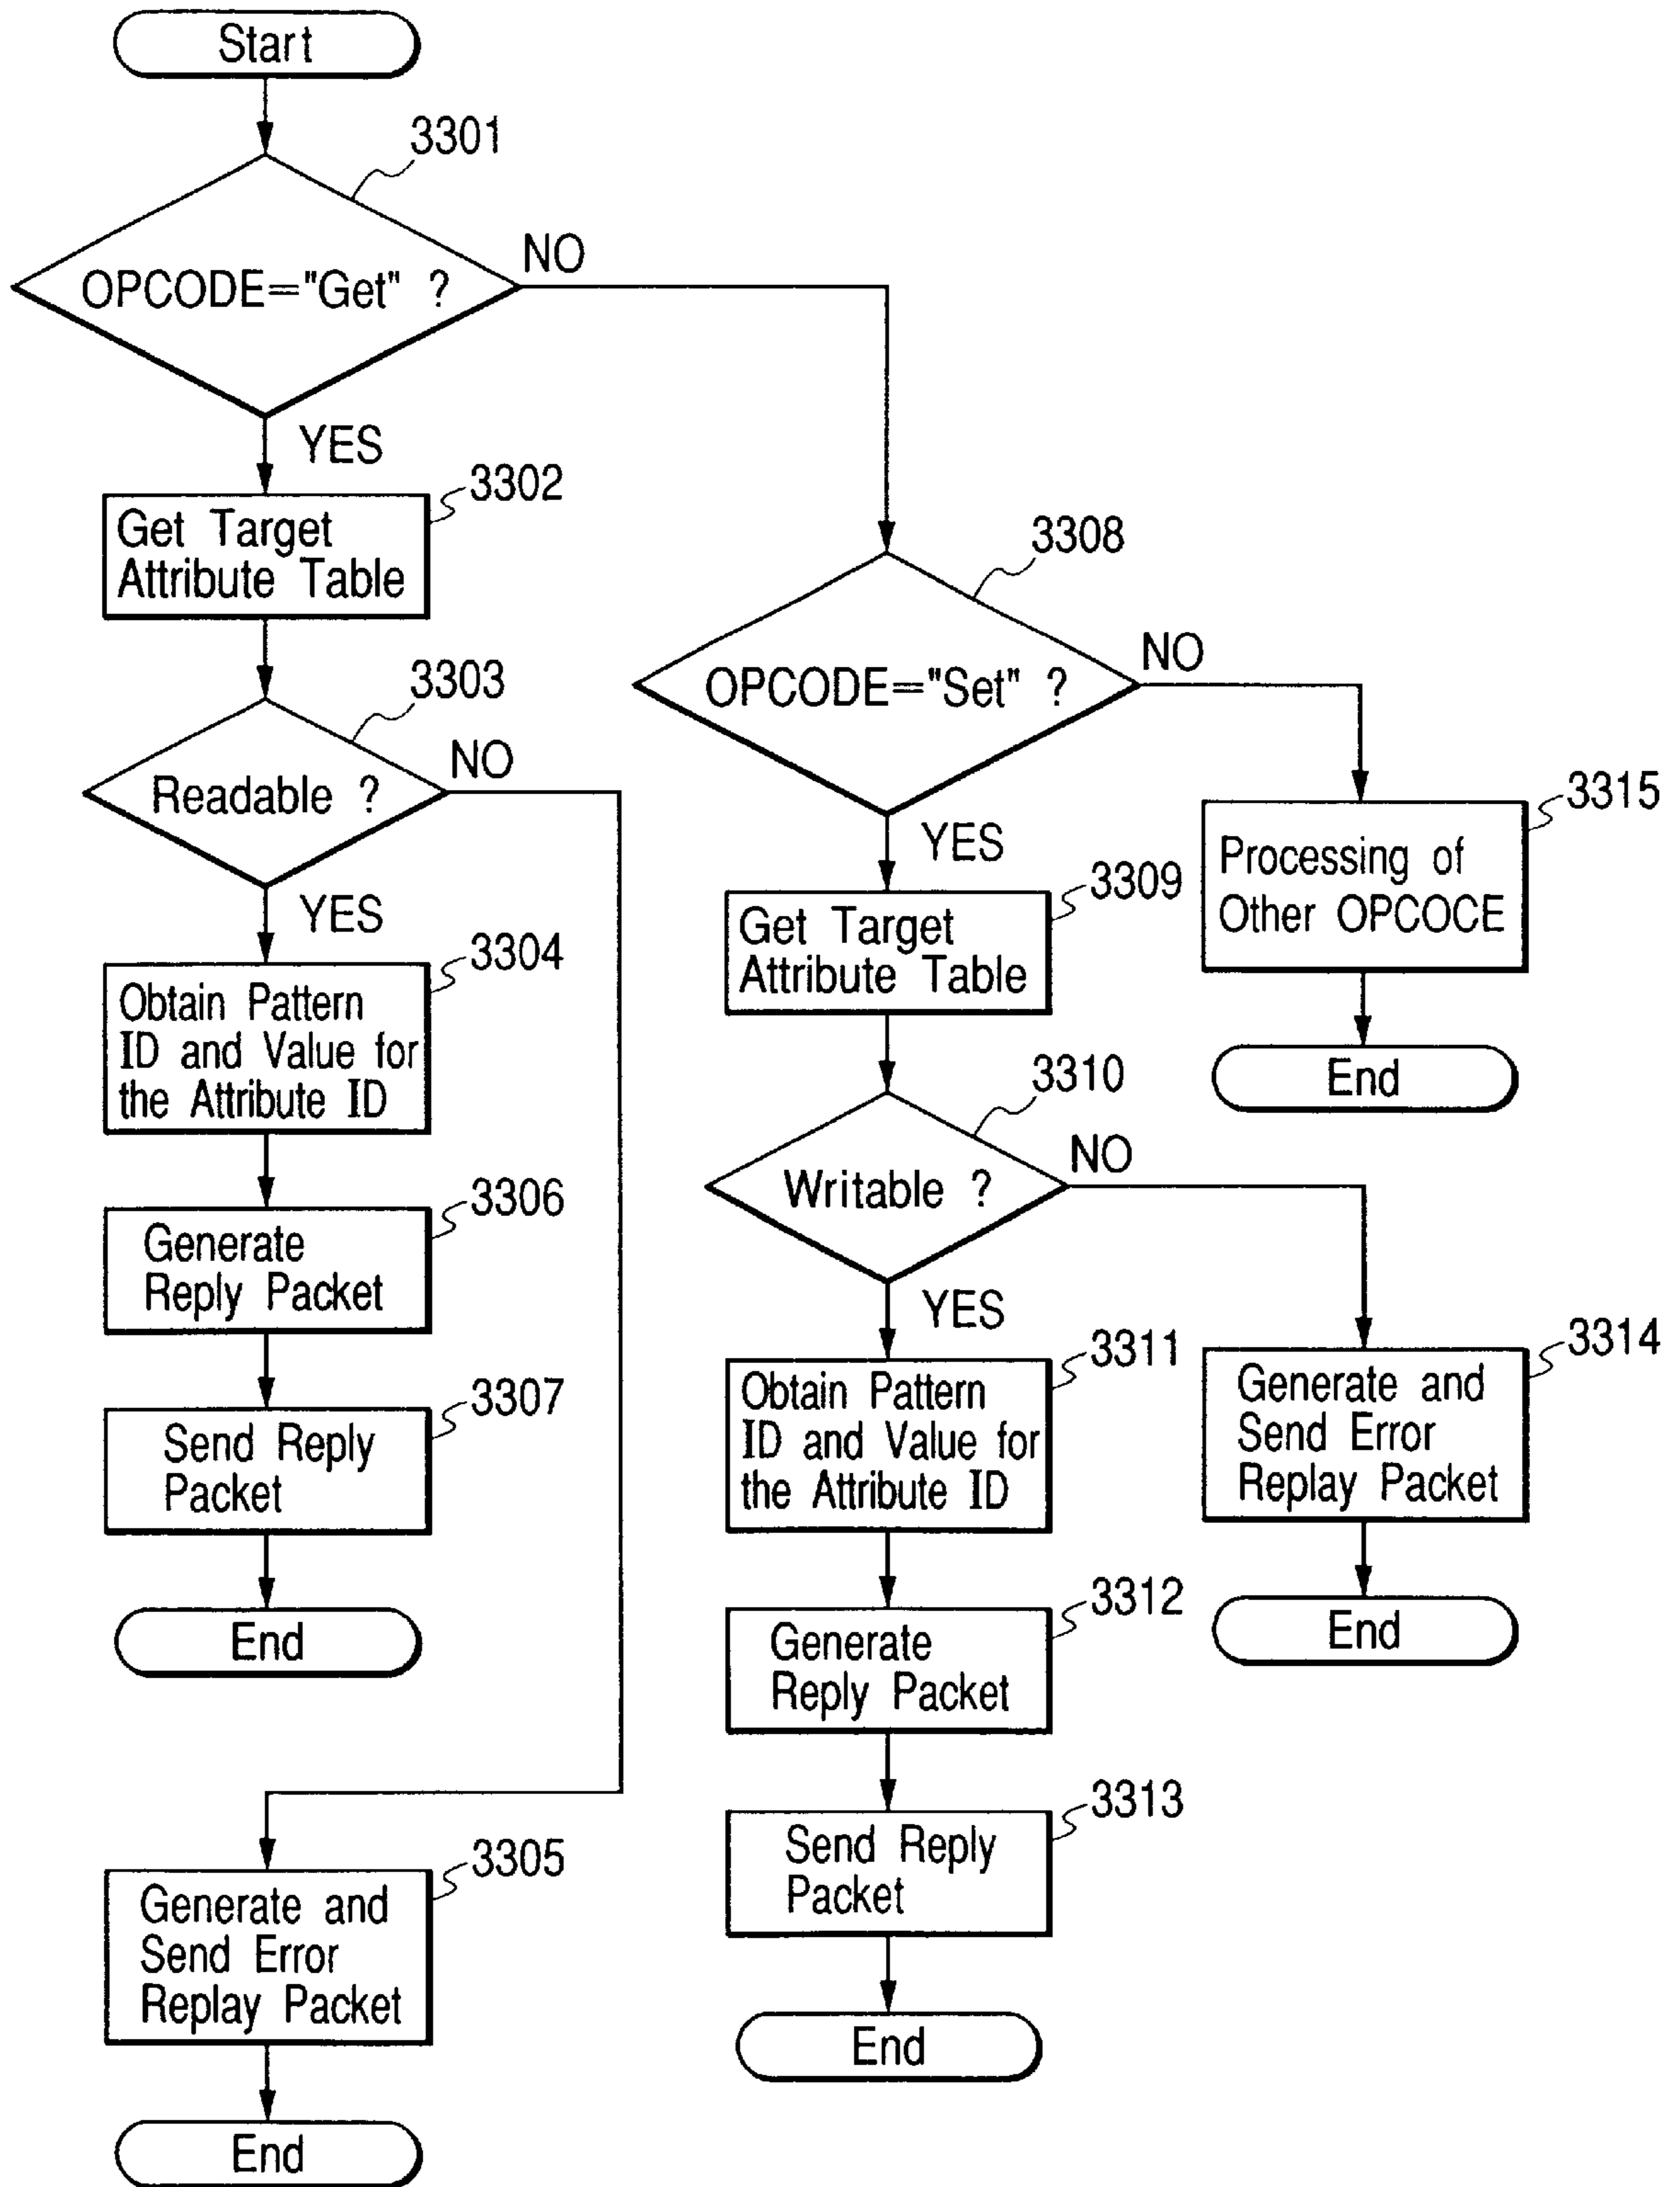 Start
3301
OPCODE="Get" ?
NO
YES
3302
Get Target
Attribute Table
3303
Readable ?
NO
YES
3304
Obtain Pattern
ID and Value for
the Attribute ID
3306
Generate
Reply Packet
3307
Send Reply
Packet
End
3305
Generate and
Send Error
Replay Packet
End
3308
OPCODE="Set" ?
NO
YES
3309
Get Target
Attribute Table
3310
Writable ?
NO
YES
3311
Obtain Pattern
ID and Value for
the Attribute ID
3312
Generate
Reply Packet
3313
Send Reply
Packet
End
3315
Processing of
Other OPCOCE
End
3314
Generate and
Send Error
Replay Packet
End